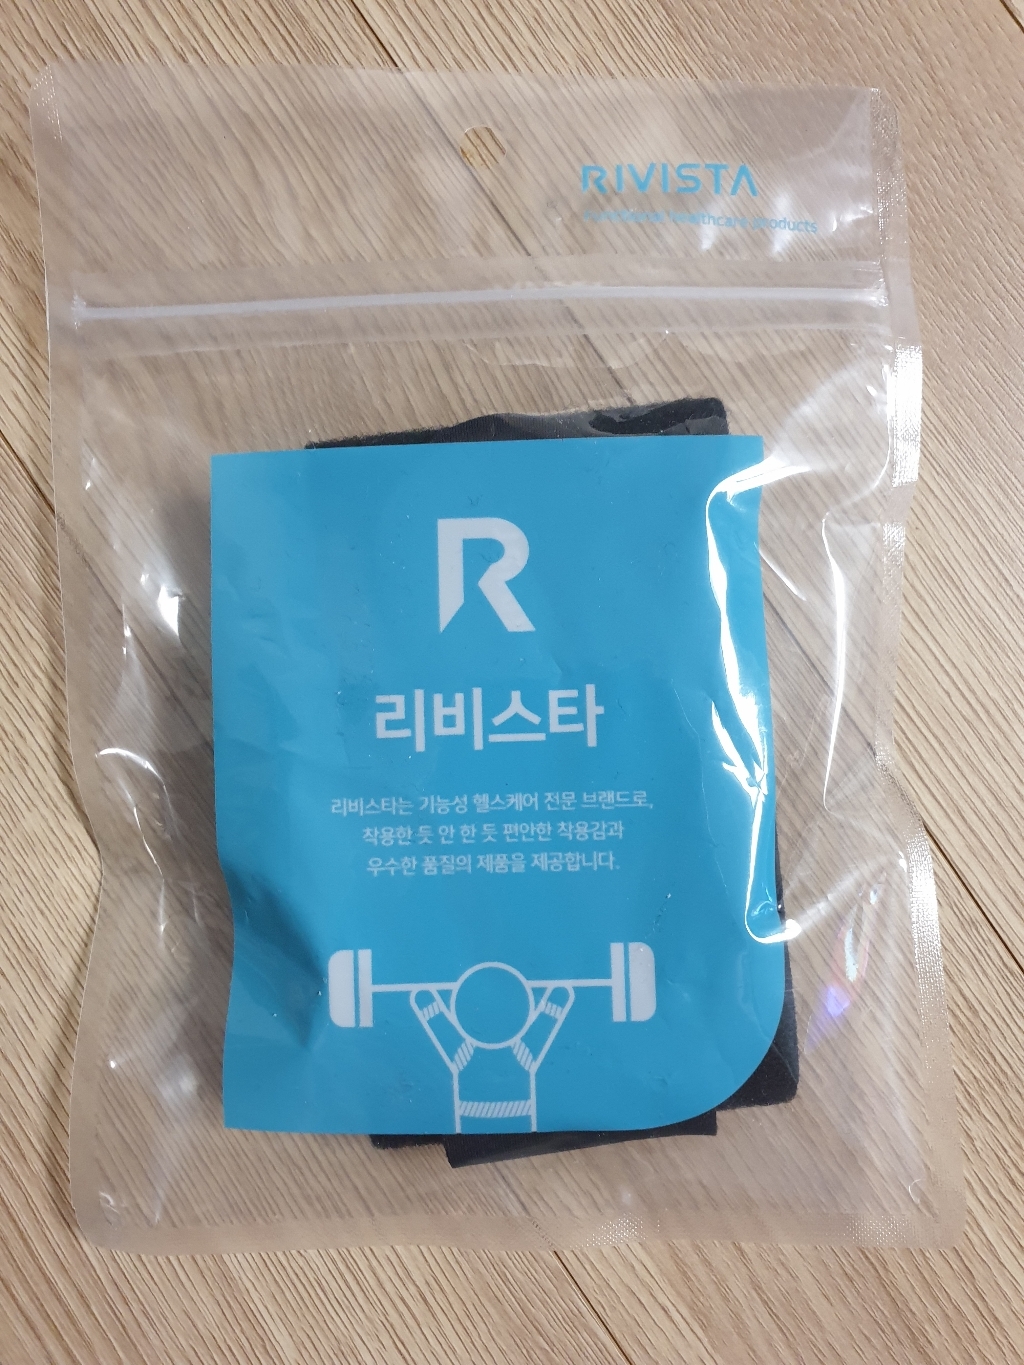 RIVISTA
healthcare products
R
리비스타
리비스타는 기능성 헬스케어 전문 브랜드로,
착용한 듯 안 한 듯 편안한 착용감과
우수한 품질의 제품을 제공합니다.